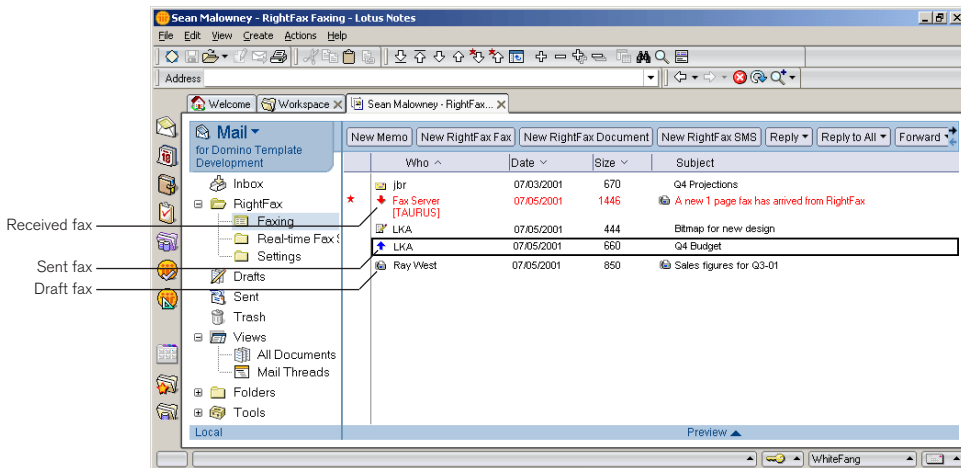 Sean Malowney - RightFax Faxing - Lotus Notes
File Edit View Create Actions Help
Address
Welcome Workspace Sean Malowney - RightFax...
Mail
for Domino Template
Development
New Memo New RightFax Fax New RightFax Document New RightFax SMS Reply Reply to All Forward
Who Date Size Subject
Inbox
jbr 07/03/2001 670 Q4 Projections
RightFax
Fax Server 07/05/2001 1446 A new 1 page fax has arrived from RightFax
[TAURUS]
Received fax
Faxing
LKA 07/05/2001 444 Bitmap for new design
Real-time Fax S
LKA 07/05/2001 660 Q4 Budget
Settings
Sent fax
Ray West 07/05/2001 850 Sales figures for Q3-01
Draft fax
Drafts
Sent
Trash
Views
All Documents
Mail Threads
Folders
Tools
Local Preview
WhiteFang